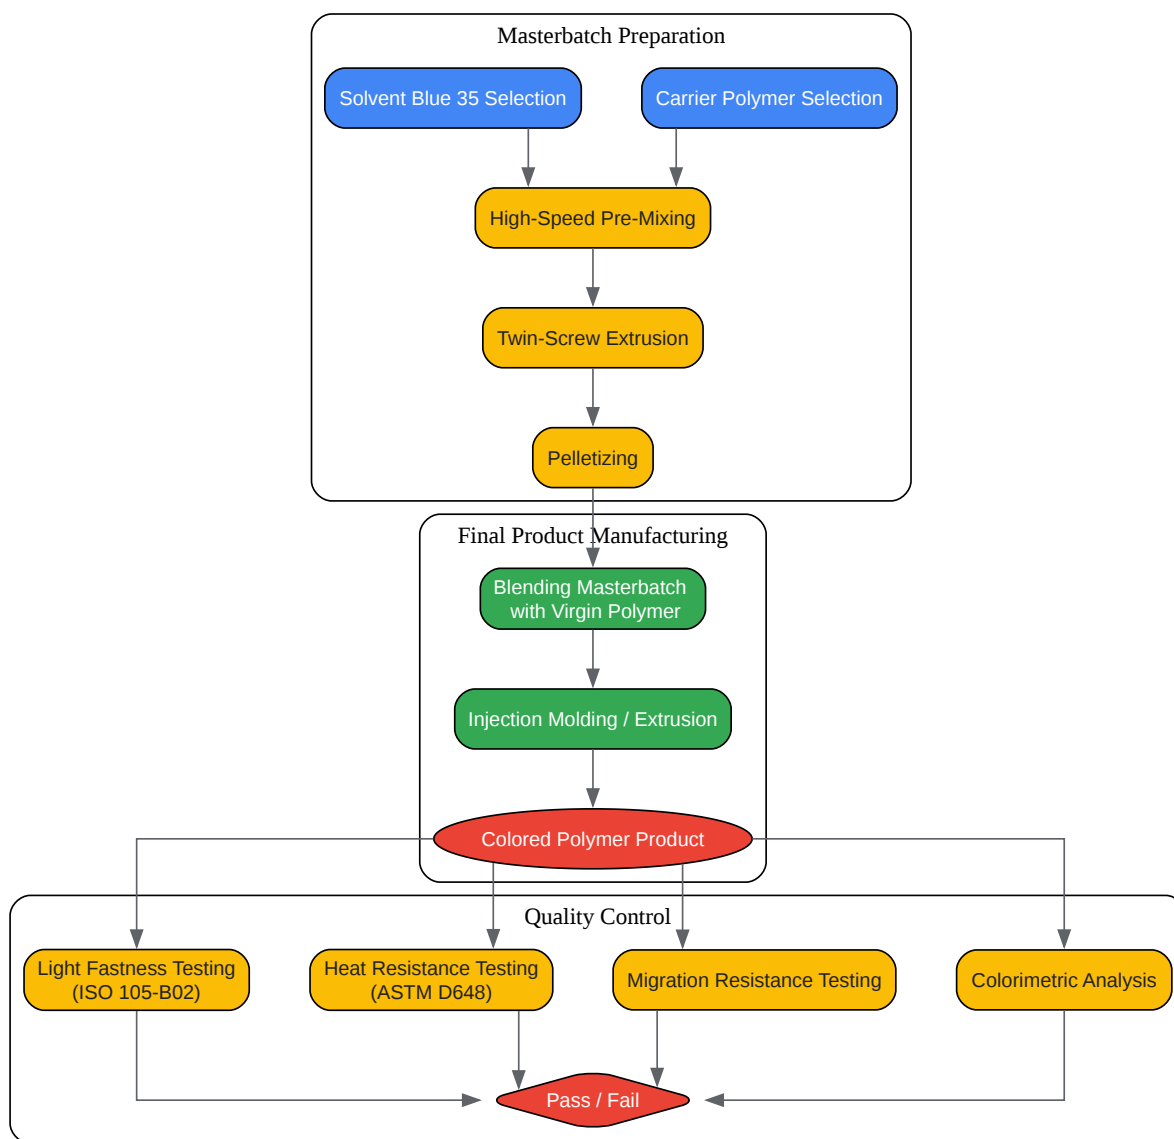 Masterbatch Preparation
Solvent Blue 35 Selection
Carrier Polymer Selection
High-Speed Pre-Mixing
Twin-Screw Extrusion
Pelletizing
Final Product Manufacturing
Blending Masterbatch
with Virgin Polymer
Injection Molding / Extrusion
Colored Polymer Product
Quality Control
Light Fastness Testing
(ISO 105-B02)
Heat Resistance Testing
(ASTM D648)
Migration Resistance Testing
Colorimetric Analysis
Pass / Fail